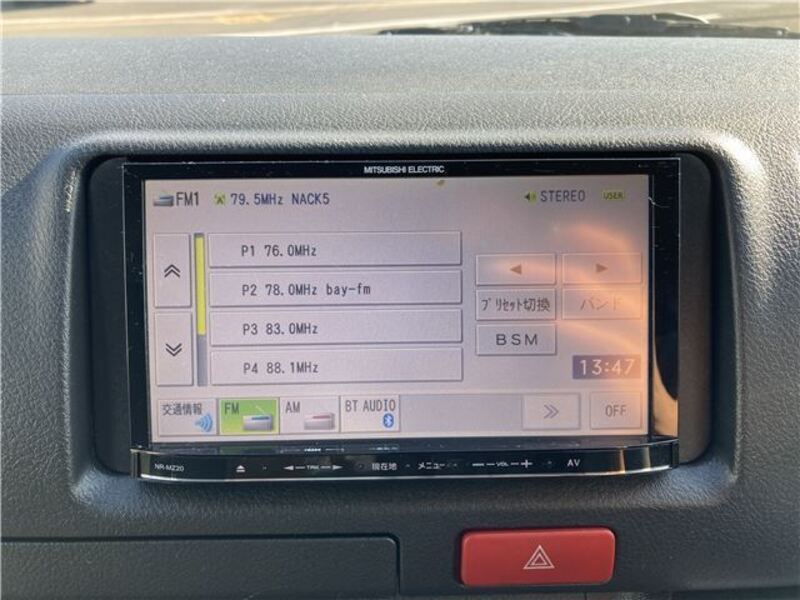 MITSUBISHI ELECTRIC
FM1 79.5MHz NACK5 STEREO USER
P1 76.0MHz
P2 78.0MHz bay-fm
P3 83.0MHz
P4 88.1MHz
プリセット切換 バンド
BSM
13:47
交通情報 FM AM BT AUDIO OFF
NR-MZ20 TRK 現在地 メニュー VOL AV